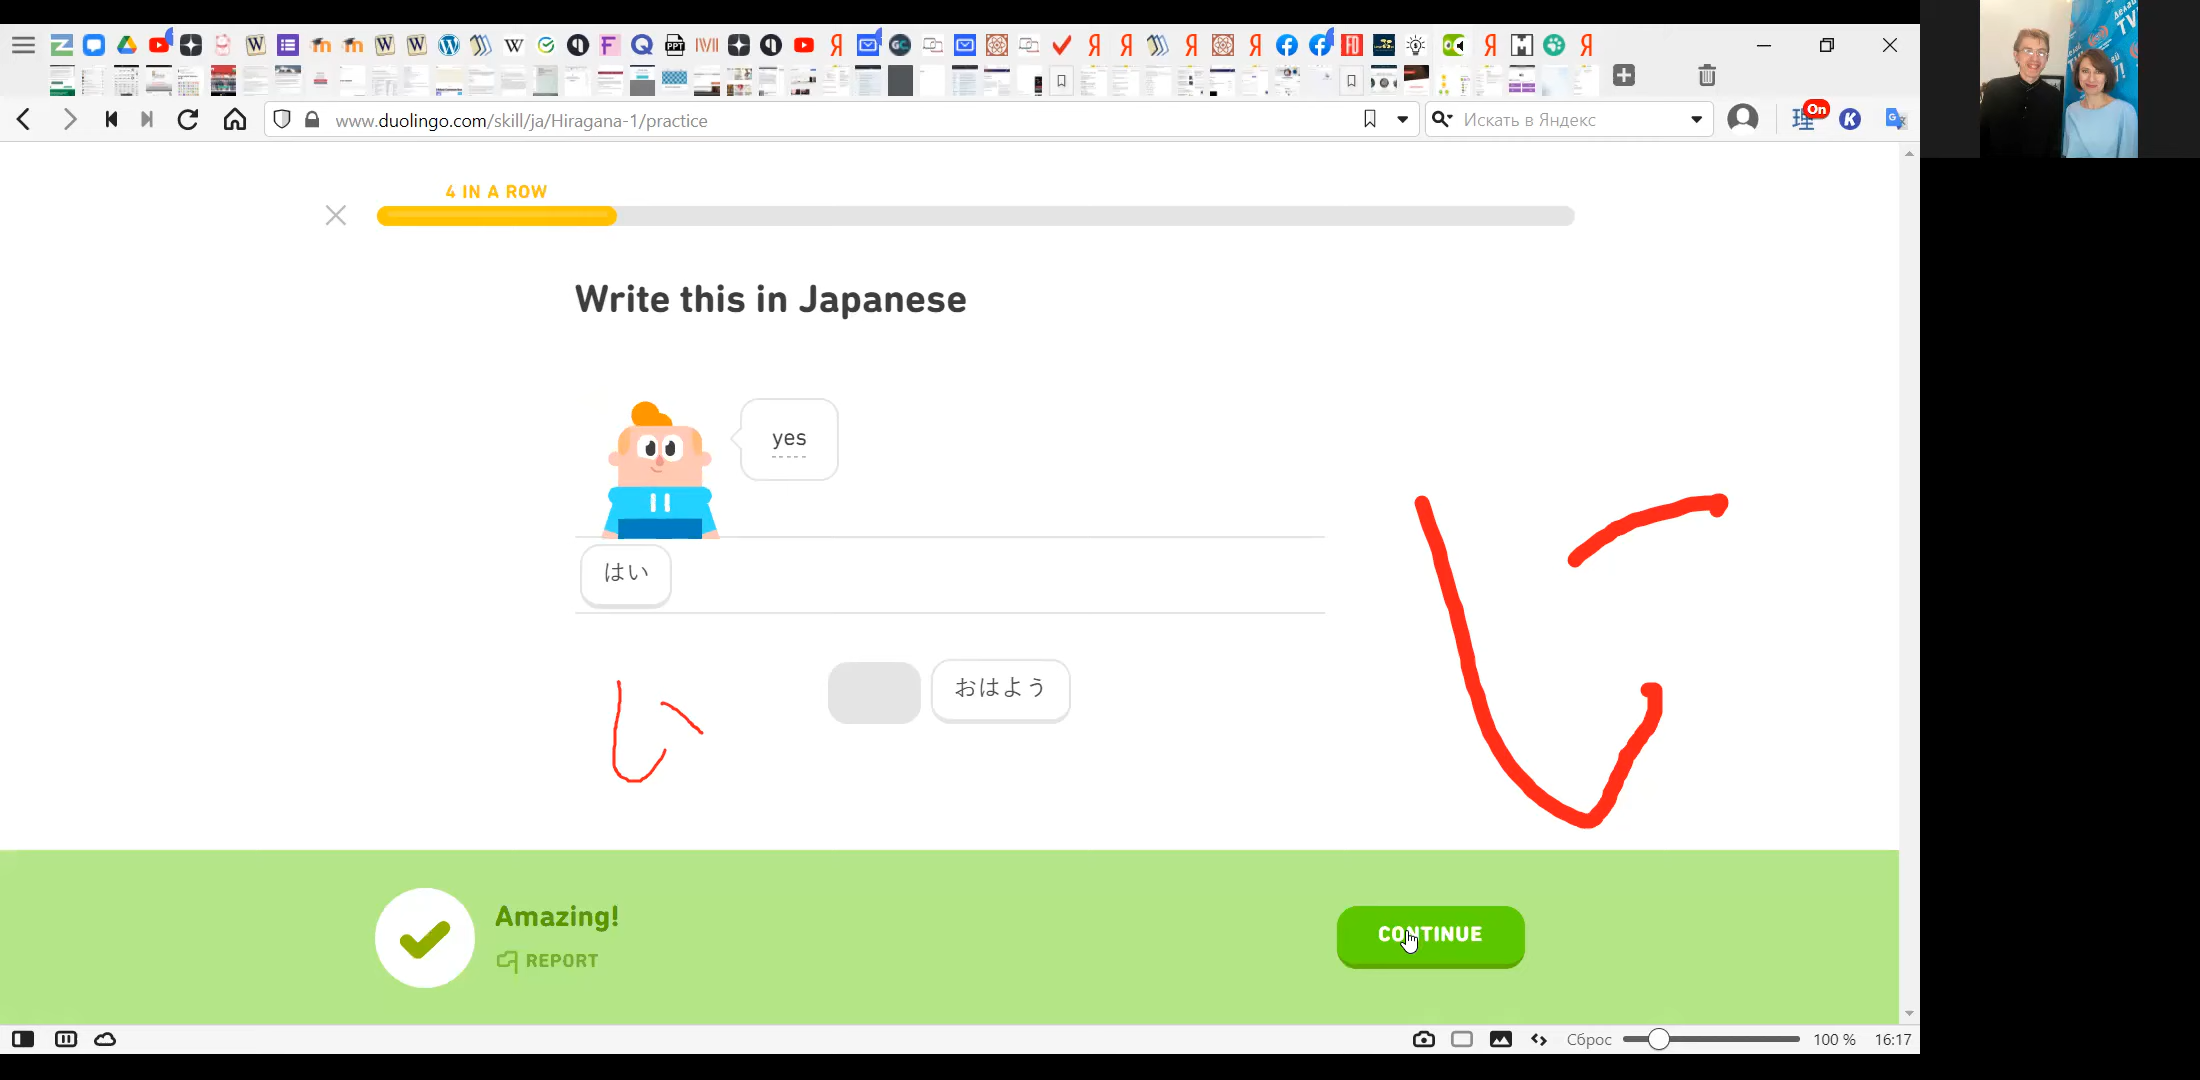 www.duolingo.com/skill/ja/Hiragana-1/practice
Искать в Яндекс
On
4 IN A ROW
Write this in Japanese
yes
はい
おはよう
い
Amazing!
REPORT
CONTINUE
Сброс
100 %
16:17